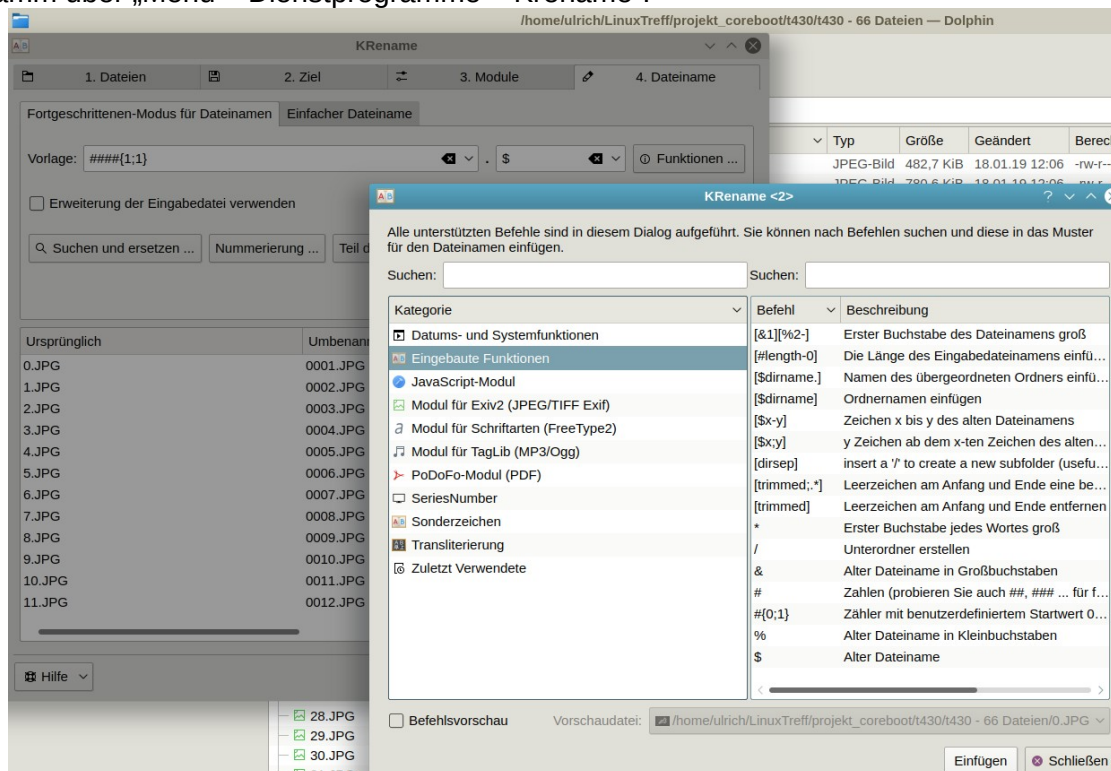 /home/ulrich/LinuxTreff/projekt_coreboot/t430/t430 - 66 Dateien — Dolphin
KRename
1. Dateien 2. Ziel 3. Module 4. Dateiname
Fortgeschrittenen-Modus für Dateinamen Einfacher Dateiname
Vorlage: ####{1;1} . $ Funktionen ...
Typ Größe Geändert
JPEG-Bild 482,7 KiB 18.01.19 12:06 -rw-r--
Erweiterung der Eingabedatei verwenden
Suchen und ersetzen ... Nummerierung ... Teil
Ursprünglich
0.JPG 0001.JPG
1.JPG 0002.JPG
2.JPG 0003.JPG
3.JPG 0004.JPG
4.JPG 0005.JPG
5.JPG 0006.JPG
6.JPG 0007.JPG
7.JPG 0008.JPG
8.JPG 0009.JPG
9.JPG 0010.JPG
10.JPG 0011.JPG
11.JPG 0012.JPG
Hilfe
28.JPG
29.JPG
30.JPG
KRename <2>
Alle unterstützten Befehle sind in diesem Dialog aufgeführt. Sie können nach Befehlen suchen und diese in das Muster
für den Dateinamen einfügen.
Suchen: Suchen:
Kategorie
Datums- und Systemfunktionen
Eingebaute Funktionen
JavaScript-Modul
Modul für Exiv2 (JPEG/TIFF Exif)
Modul für Schriftarten (FreeType2)
Modul für TagLib (MP3/Ogg)
PoDoFo-Modul (PDF)
SeriesNumber
Sonderzeichen
Transliterierung
Zuletzt Verwendete
Befehl Beschreibung
[&1][%2-] Erster Buchstabe des Dateinamens groß
[#length-0] Die Länge des Eingabedateinamens einfü...
[$dirname.] Namen des übergeordneten Ordners einfü...
[$dirname] Ordnernamen einfügen
[$x-y] Zeichen x bis y des alten Dateinamens
[$x;y] y Zeichen ab dem x-ten Zeichen des alten...
[dirsep] insert a '/' to create a new subfolder (usefu...
[trimmed;.*] Leerzeichen am Anfang und Ende eine be...
[trimmed] Leerzeichen am Anfang und Ende entfernen
* Erster Buchstabe jedes Wortes groß
/ Unterordner erstellen
& Alter Dateiname in Großbuchstaben
# Zahlen (probieren Sie auch ##, ### ... für f...
#{0;1} Zähler mit benutzerdefiniertem Startwert 0...
% Alter Dateiname in Kleinbuchstaben
$ Alter Dateiname
Befehlsvorschau Vorschaudatei: /home/ulrich/LinuxTreff/projekt_coreboot/t430/t430 - 66 Dateien/0.JPG
Einfügen Schließen